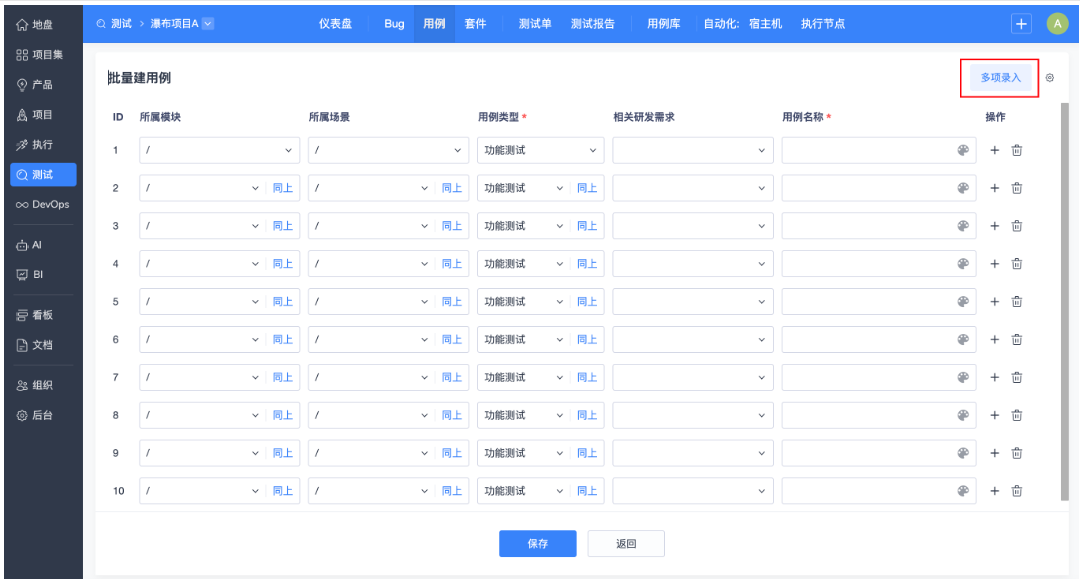 地盘
项目集
产品
项目
执行
测试
DevOps
AI
BI
看板
文档
组织
后台
测试 > 瀑布项目A
仪表盘 Bug 用例 套件 测试单 测试报告 用例库 自动化: 宿主机 执行节点
A
批量建用例
多项录入
ID 所属模块 所属场景 用例类型 * 相关研发需求 用例名称 * 操作
1 / / 功能测试
2 / 同上 / 同上 功能测试 同上
3 / 同上 / 同上 功能测试 同上
4 / 同上 / 同上 功能测试 同上
5 / 同上 / 同上 功能测试 同上
6 / 同上 / 同上 功能测试 同上
7 / 同上 / 同上 功能测试 同上
8 / 同上 / 同上 功能测试 同上
9 / 同上 / 同上 功能测试 同上
10 / 同上 / 同上 功能测试 同上
保存 返回